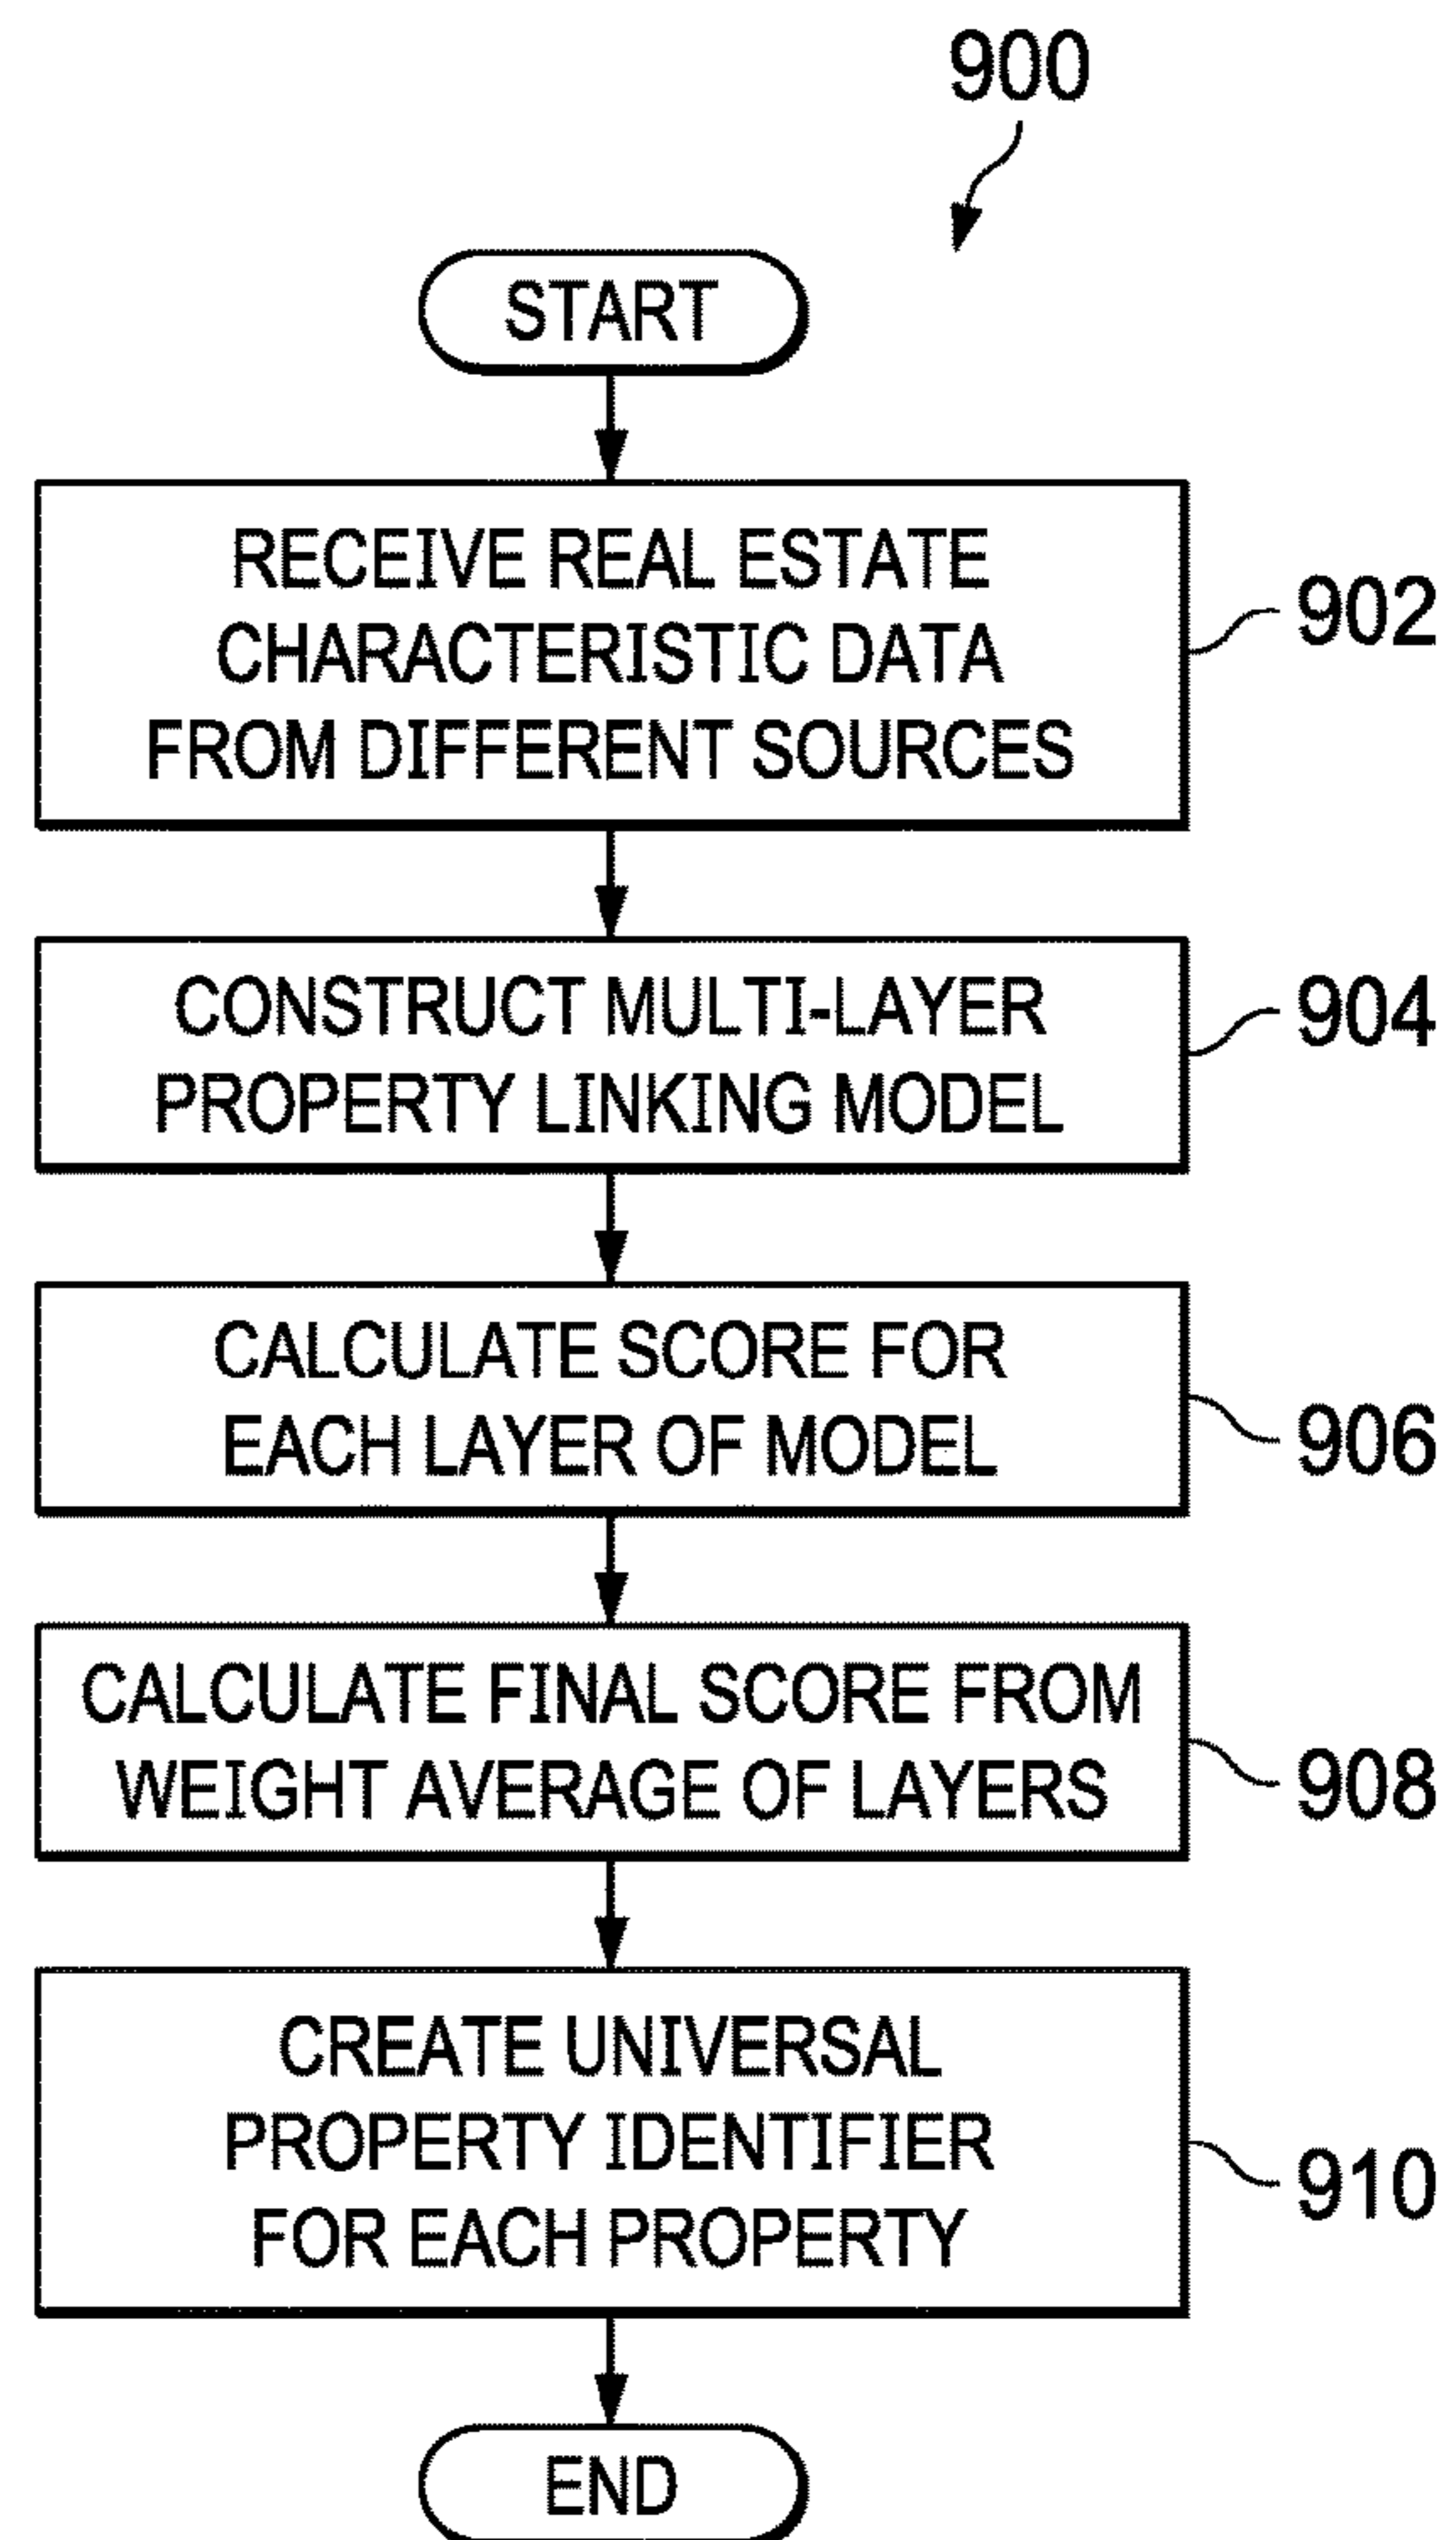 900
START
RECEIVE REAL ESTATE
CHARACTERISTIC DATA
FROM DIFFERENT SOURCES
902
CONSTRUCT MULTI-LAYER
PROPERTY LINKING MODEL
904
CALCULATE SCORE FOR
EACH LAYER OF MODEL
906
CALCULATE FINAL SCORE FROM
WEIGHT AVERAGE OF LAYERS
908
CREATE UNIVERSAL
PROPERTY IDENTIFIER
FOR EACH PROPERTY
910
END